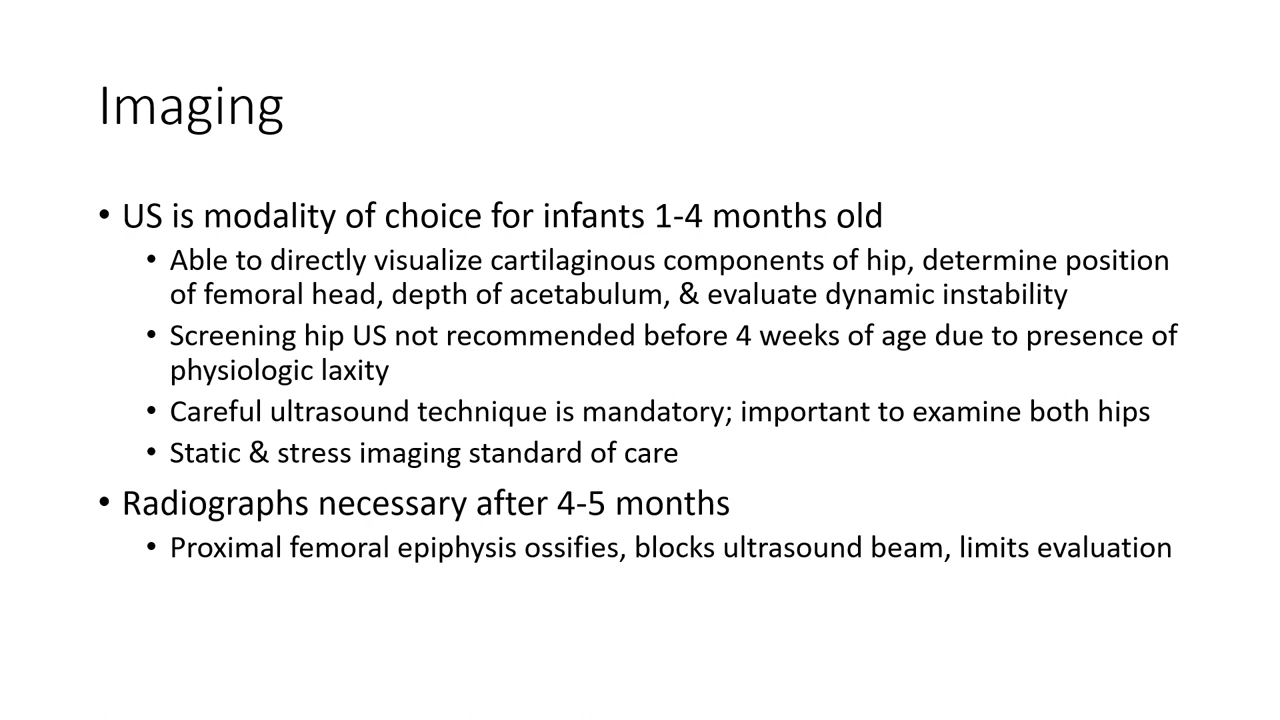 Imaging
• US is modality of choice for infants 1-4 months old
• Able to directly visualize cartilaginous components of hip, determine position
of femoral head, depth of acetabulum, & evaluate dynamic instability
• Screening hip US not recommended before 4 weeks of age due to presence of
physiologic laxity
• Careful ultrasound technique is mandatory; important to examine both hips
• Static & stress imaging standard of care
• Radiographs necessary after 4-5 months
• Proximal femoral epiphysis ossifies, blocks ultrasound beam, limits evaluation